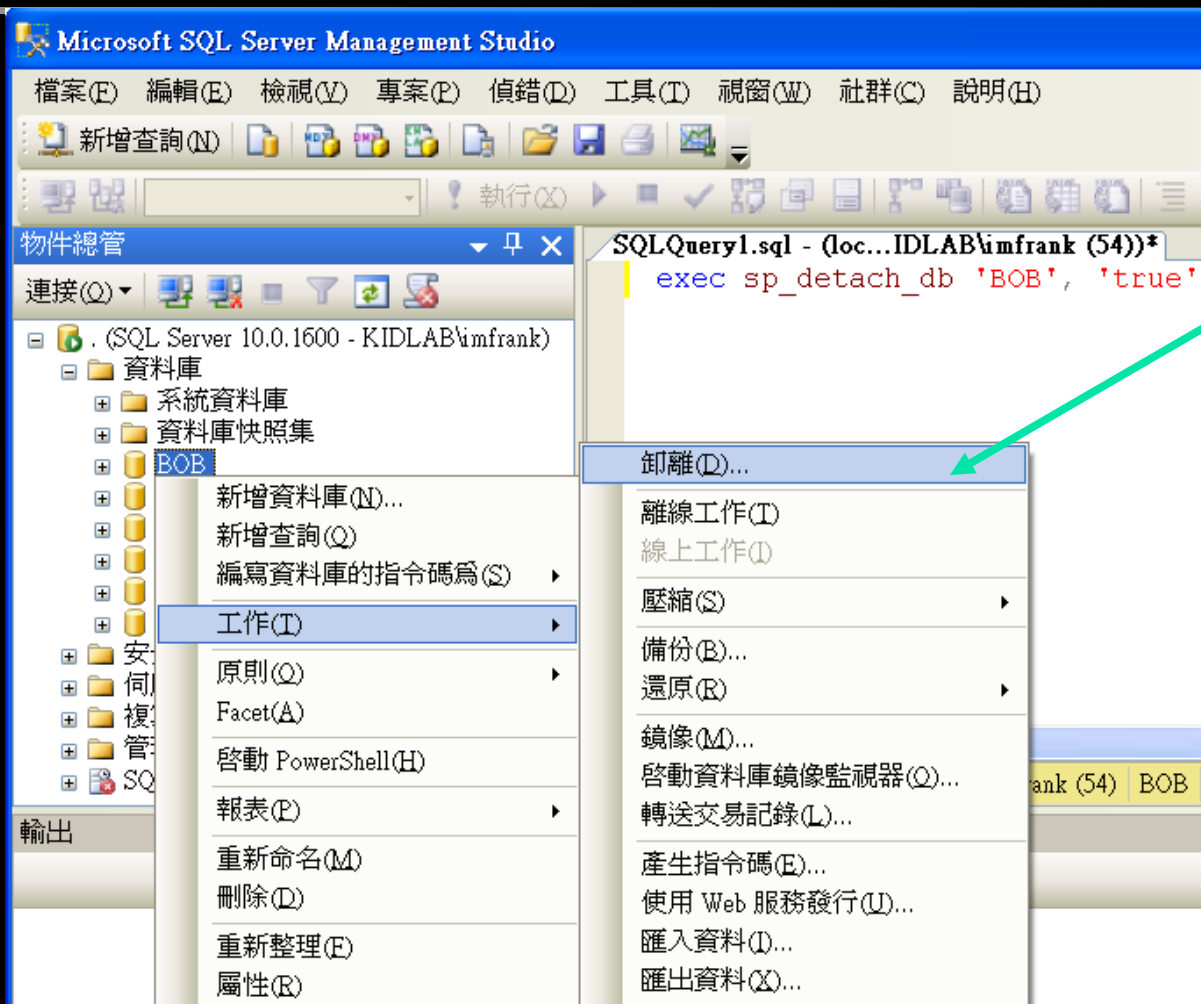 Microsoft SQL Server Management Studio
檔案(F) 編輯(E) 檢視(V) 專案(P) 偵錯(D) 工具(T) 視窗(W) 社群(C) 說明(H)
新增查詢(N)
執行(X)
物件總管
SQLQuery1.sql - (loc...IDLAB\imfrank (54))*
連接(O)
exec sp_detach_db 'BOB', 'true'
. (SQL Server 10.0.1600 - KIDLAB\imfrank)
資料庫
系統資料庫
資料庫快照集
BOB
新增資料庫(N)...
新增查詢(Q)
編寫資料庫的指令碼為(S)
工作(T)
原則(O)
Facet(A)
啓動 PowerShell(H)
報表(P)
重新命名(M)
刪除(D)
重新整理(F)
屬性(R)
卸離(D)...
離線工作(T)
線上工作(I)
壓縮(S)
備份(B)...
還原(R)
鏡像(M)...
啓動資料庫鏡像監視器(O)...
轉送交易記錄(L)...
產生指令碼(E)...
使用 Web 服務發行(U)...
匯入資料(I)...
匯出資料(X)...
(54) BOB
輸出